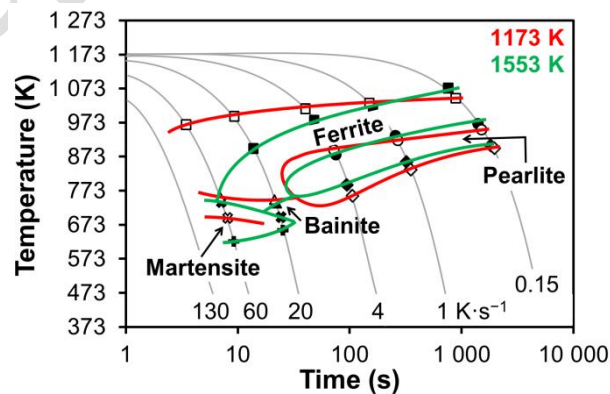 1 273
1 173
1 073
973
873
773
673
573
473
373
Temperature (K)
1173 K
1553 K
Ferrite
Pearlite
Bainite
Martensite
130
60
20
4
1 K·s⁻¹
0.15
1
10
100
1 000
10 000
Time (s)